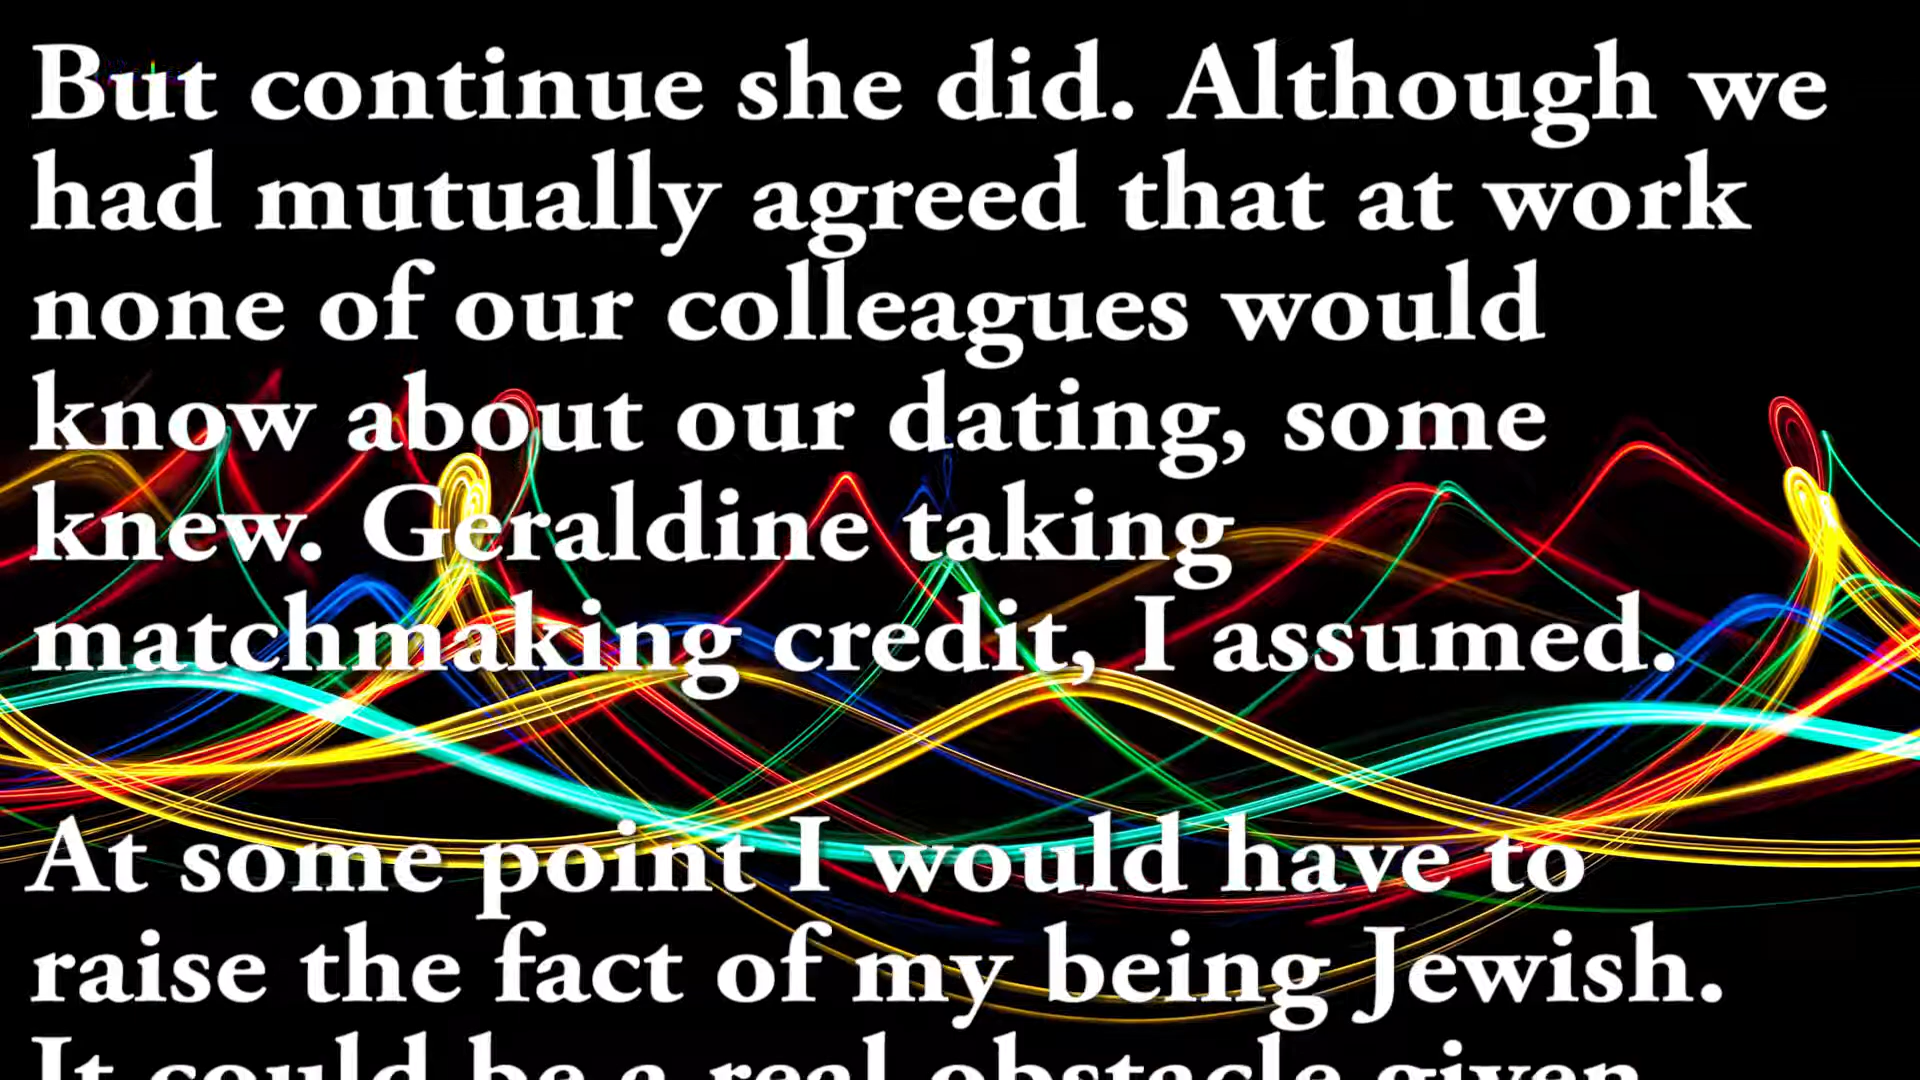 But continue she did. Although we
had mutually agreed that at work
none of our colleagues would
know about our dating, some
knew. Geraldine taking
matchmaking credit, I assumed.
At some point I would have to
raise the fact of my being Jewish.
It could be a real obstacle given